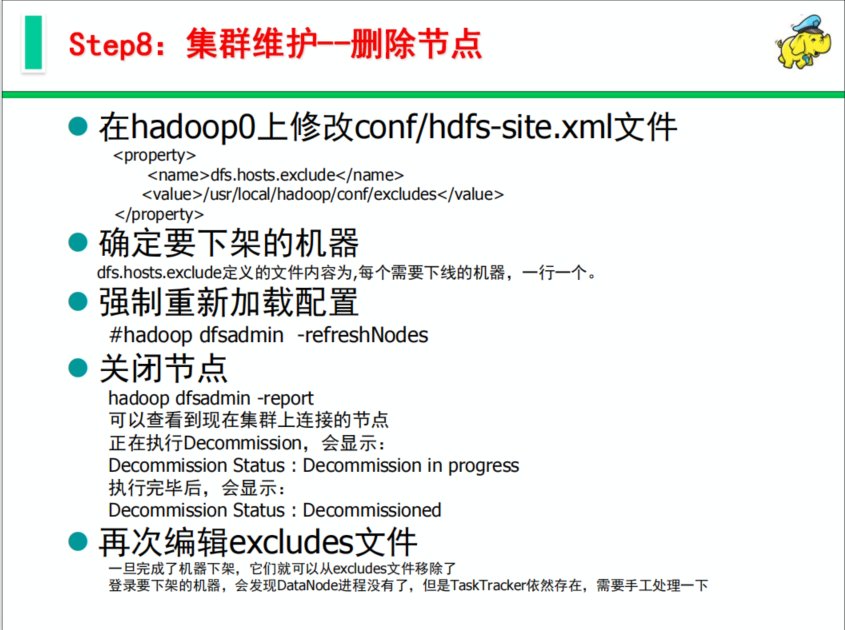 Step8：集群维护--删除节点
在hadoop0上修改conf/hdfs-site.xml文件
<property>
<name>dfs.hosts.exclude</name>
<value>/usr/local/hadoop/conf/excludes</value>
</property>
确定要下架的机器
dfs.hosts.exclude定义的文件内容为,每个需要下线的机器，一行一个。
强制重新加载配置
#hadoop dfsadmin  -refreshNodes
关闭节点
hadoop dfsadmin -report
可以查看到现在集群上连接的节点
正在执行Decommission，会显示：
Decommission Status : Decommission in progress
执行完毕后，会显示：
Decommission Status : Decommissioned
再次编辑excludes文件
一旦完成了机器下架，它们就可以从excludes文件移除了
登录要下架的机器，会发现DataNode进程没有了，但是TaskTracker依然存在，需要手工处理一下